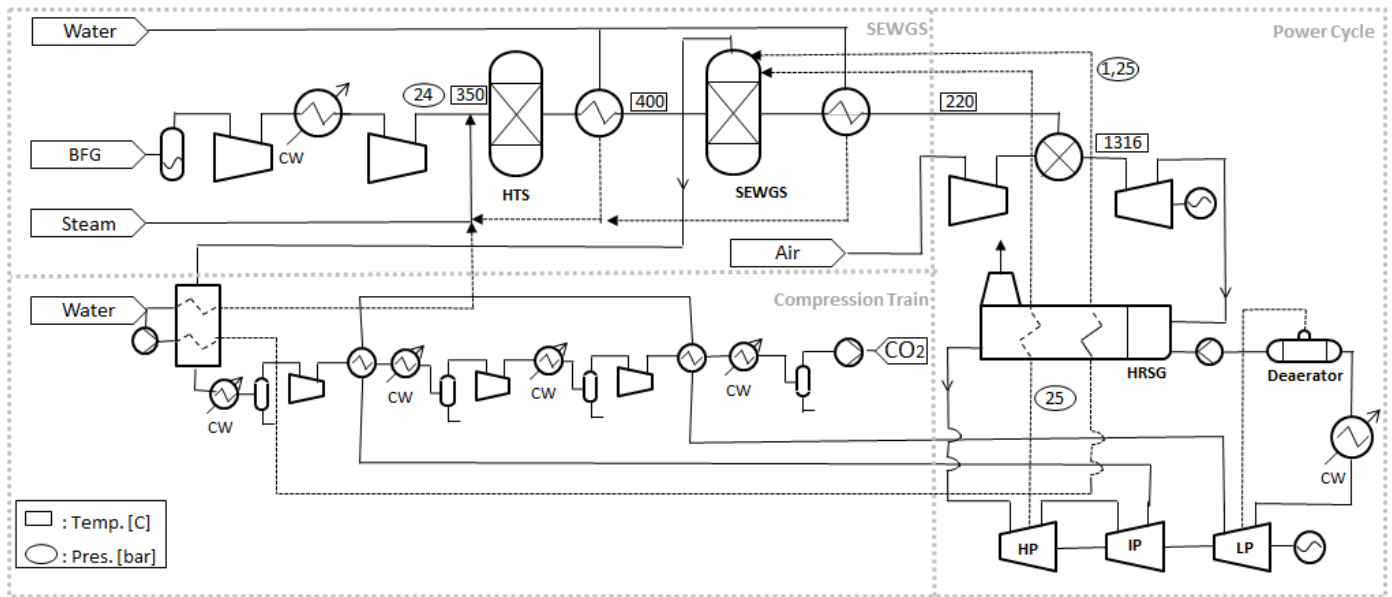 Water
SEWGS
Power Cycle
1,25
24
350
400
220
1316
BFG
CW
HTS
SEWGS
Steam
Air
Water
Compression Train
CO2
HRSG
Deaerator
CW
CW
CW
CW
25
CW
: Temp. [C]
: Pres. [bar]
HP
IP
LP